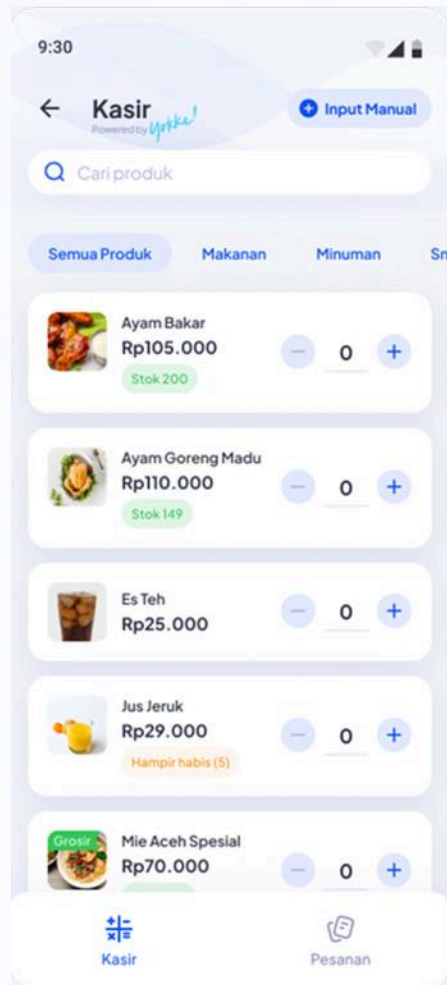 9:30
Kasir
Powered by yokke!
Input Manual
Cari produk
Semua Produk Makanan Minuman Sn
Ayam Bakar
Rp105.000
Stok 200
0
Ayam Goreng Madu
Rp110.000
Stok 149
0
Es Teh
Rp25.000
0
Jus Jeruk
Rp29.000
Hampir habis (5)
0
Grosir
Mie Aceh Spesial
Rp70.000
0
Kasir
Pesanan